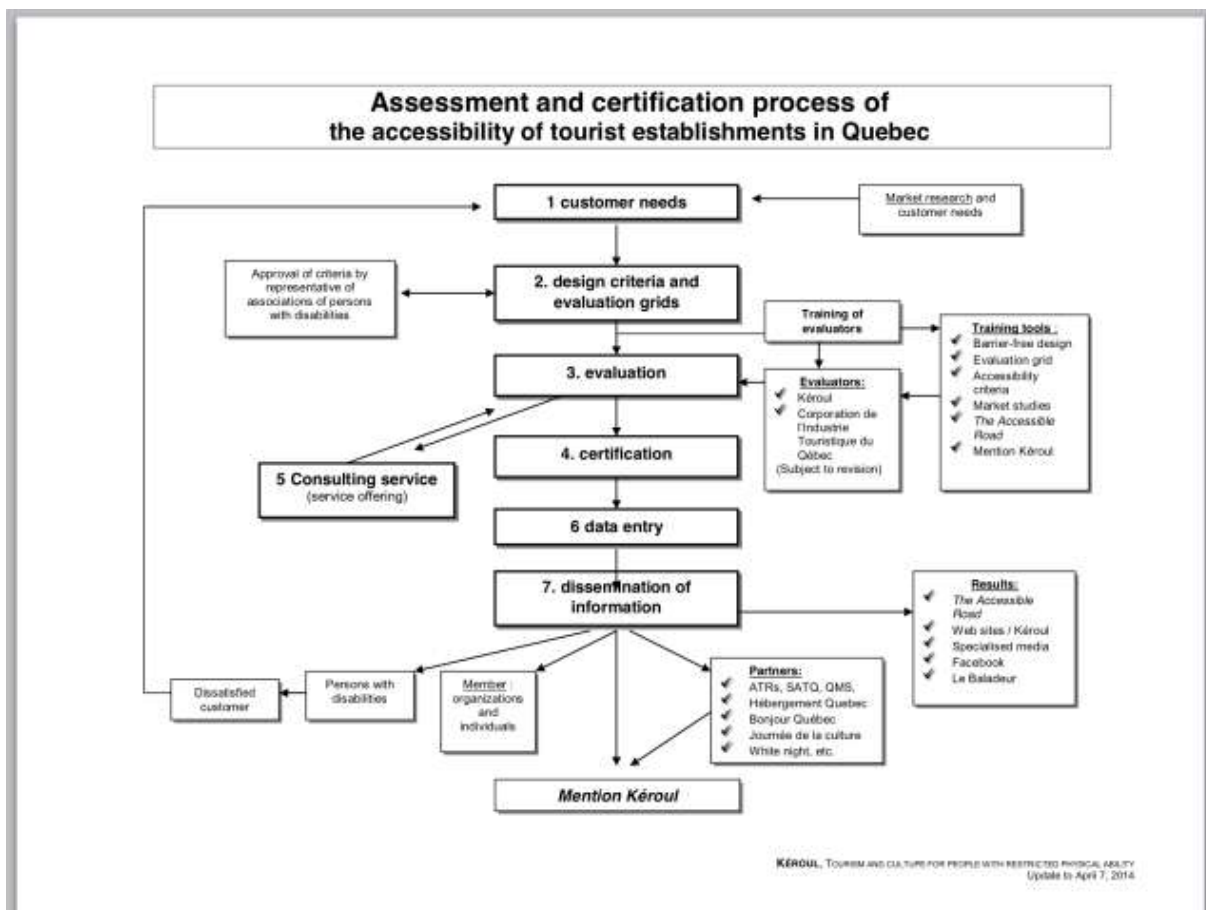 Assessment and certification process of
the accessibility of tourist establishments in Quebec
1 customer needs
Market research and
customer needs
Approval of criteria by
representative of
associations of persons
with disabilities
2. design criteria and
evaluation grids
Training of
evaluators
Training tools :
Barrier-free design
Evaluation grid
Accessibility
criteria
Market studies
The Accessible
Road
Mention Kéroul
3. evaluation
Evaluators:
Kéroul
Corporation de
l'Industrie
Touristique du
Québec
(Subject to revision)
4. certification
5 Consulting service
(service offering)
6 data entry
7. dissemination of
information
Results:
The Accessible
Road
Web sites / Kéroul
Specialised media
Facebook
Le Baladeur
Dissatisfied
customer
Persons with
disabilities
Member :
organizations
and
individuals
Partners:
ATRs, SATQ, QMS,
Hébergement Quebec
Bonjour Québec
Journée de la culture
White night, etc.
Mention Kéroul
KÉROUL, TOURISM AND CULTURE FOR PEOPLE WITH RESTRICTED PHYSICAL ABILITY
Update to April 7, 2014